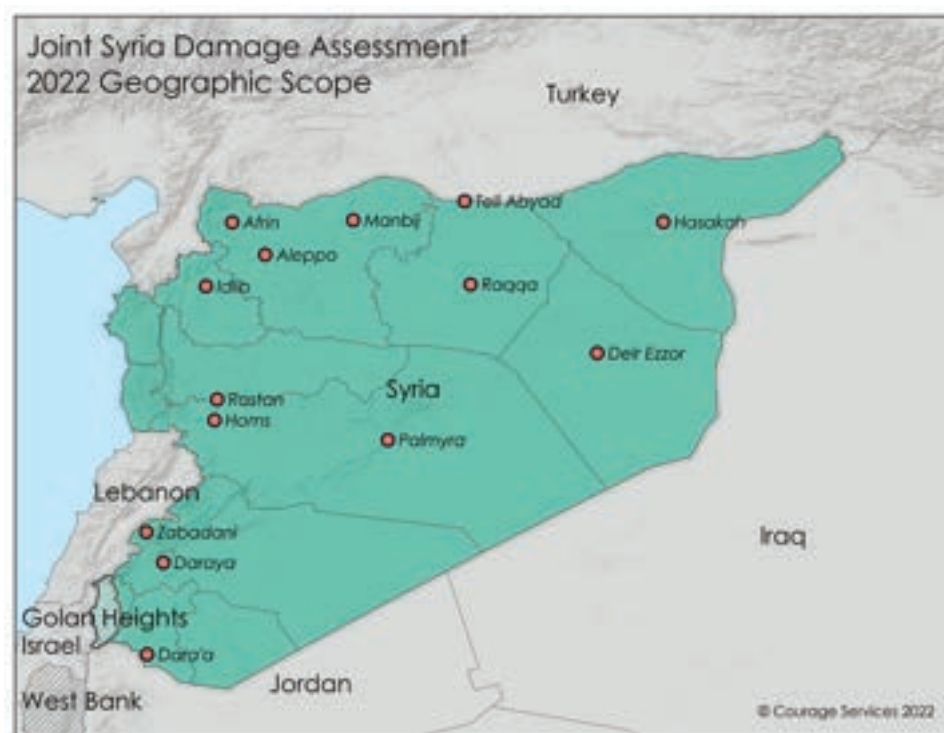 Joint Syria Damage Assessment
2022 Geographic Scope
Turkey
Tell Abyad
Afrin
Manbij
Hasakah
Aleppo
Idlib
Raqqa
Deir Ezzor
Syria
Rastan
Homs
Palmyra
Lebanon
Zabadani
Iraq
Daraya
Golan Heights
Israel
Dara'a
Jordan
West Bank
© Courage Services 2022